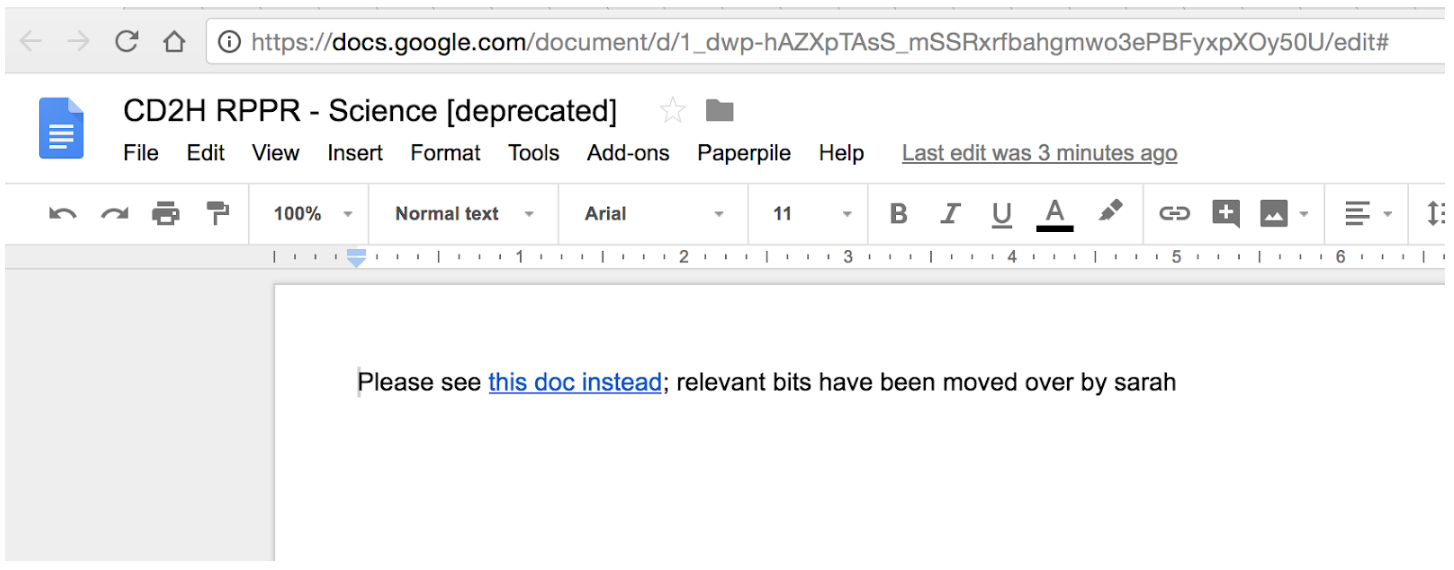 https://docs.google.com/document/d/1_dwp-hAZXpTAsS_mSSRxrfbahgmwo3ePBFyxpXOy50U/edit#
CD2H RPPR - Science [deprecated]
File Edit View Insert Format Tools Add-ons Paperpile Help Last edit was 3 minutes ago
100% Normal text Arial 11 B I U A
1 2 3 4 5 6
Please see this doc instead; relevant bits have been moved over by sarah